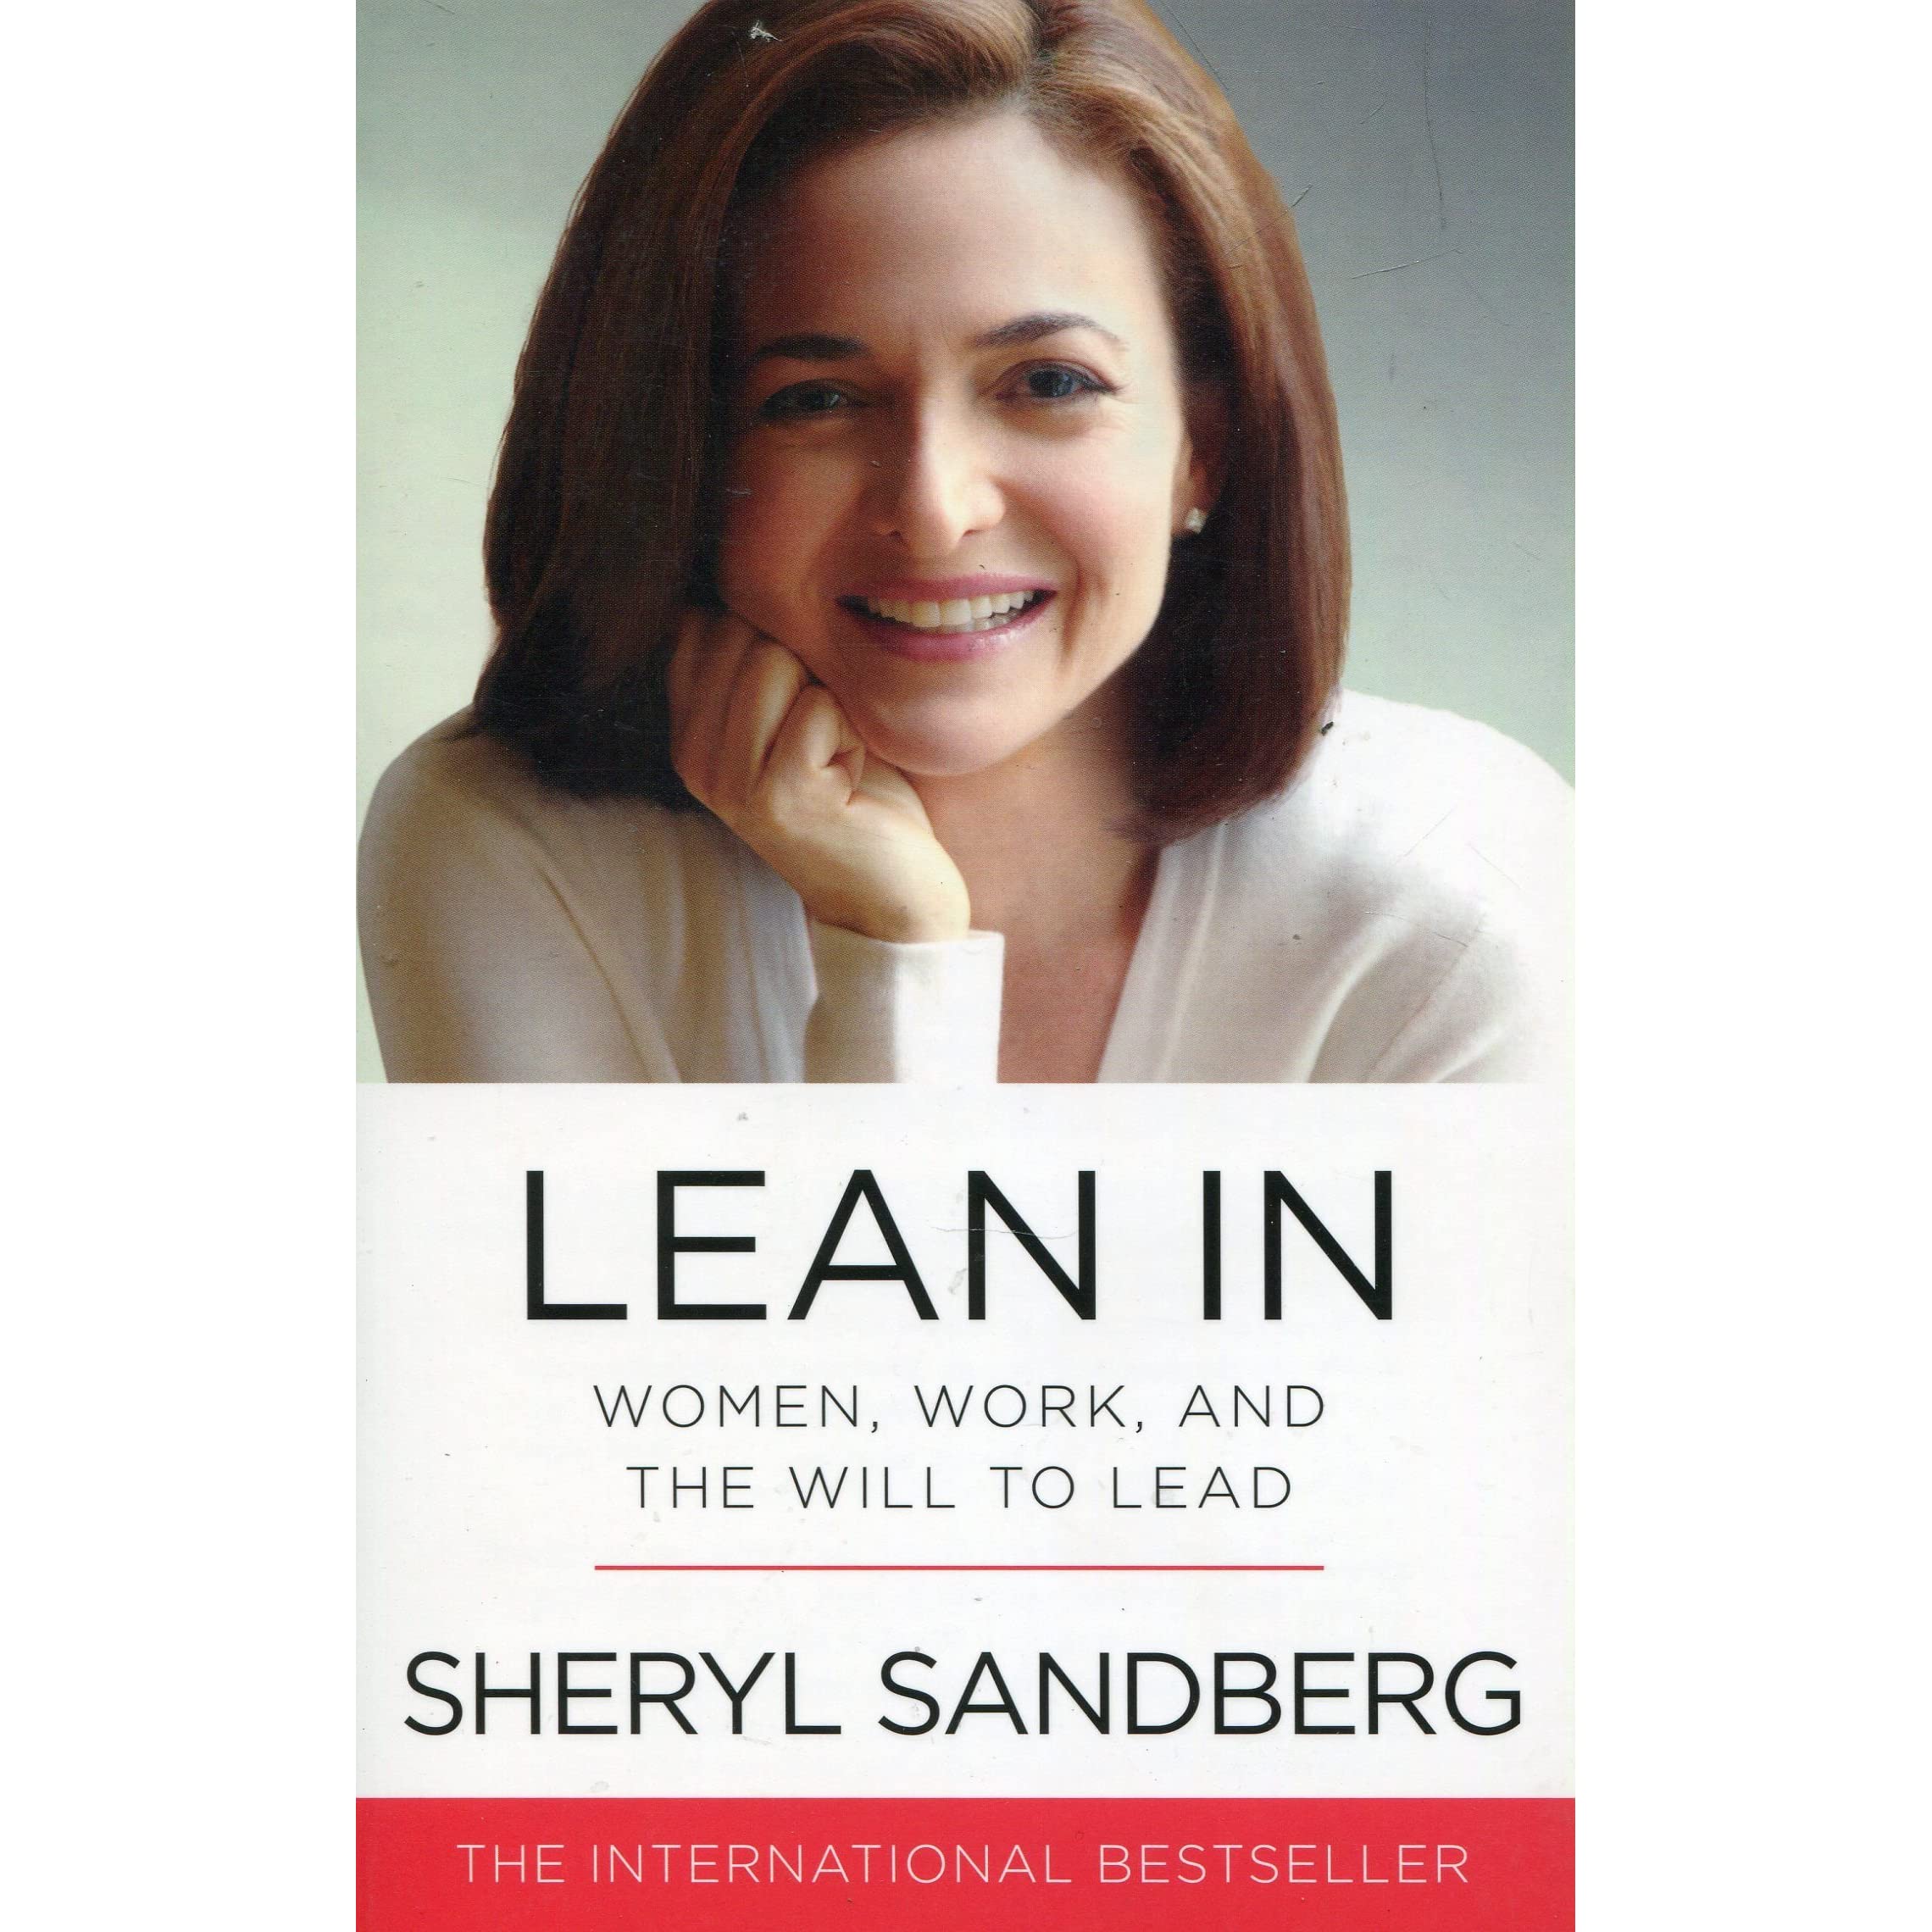 LEAN IN
WOMEN, WORK, AND
THE WILL TO LEAD
SHERYL SANDBERG
THE INTERNATIONAL BESTSELLER